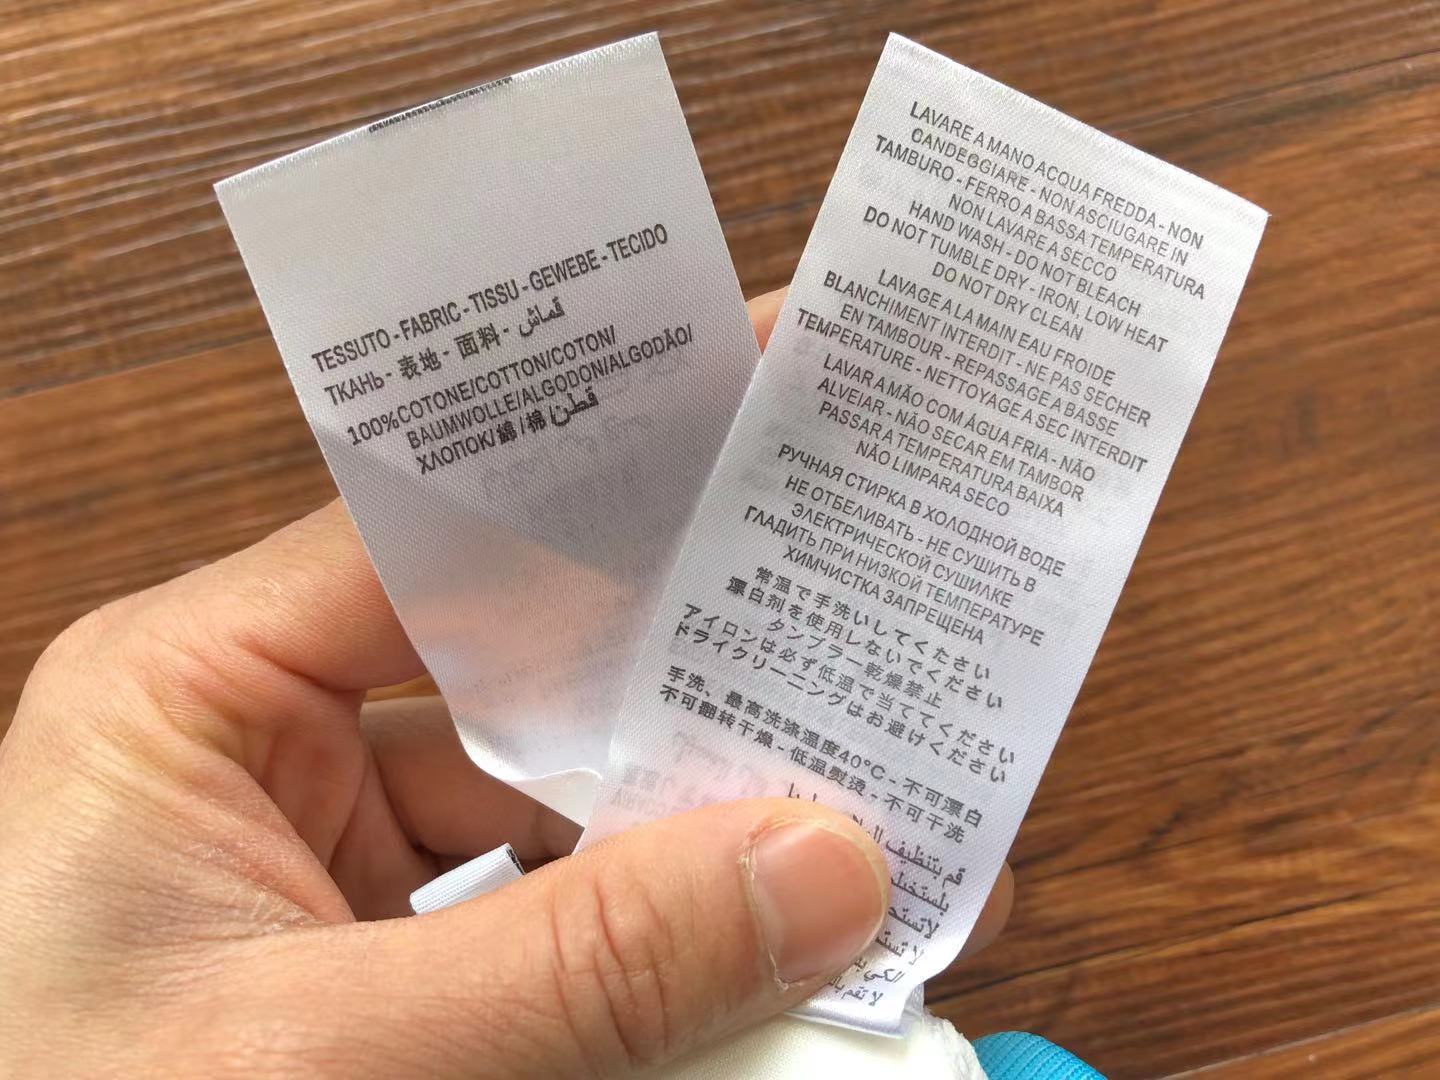 TESSUTO - FABRIC - TISSU - GEWEBE - TECIDO
ТКАНЬ - 表地 - 面料 - قماش
100%COTONE/COTTON/COTON/
BAUMWOLLE/ALGODON/ALGODÃO/
ХЛОПОК/綿/棉/قطن
LAVARE A MANO ACQUA FREDDA - NON
CANDEGGIARE - NON ASCIUGARE IN
TAMBURO - FERRO A BASSA TEMPERATURA
NON LAVARE A SECCO
HAND WASH - DO NOT BLEACH
DO NOT TUMBLE DRY - IRON, LOW HEAT
DO NOT DRY CLEAN
LAVAGE A LA MAIN EAU FROIDE
BLANCHIMENT INTERDIT - NE PAS SECHER
EN TAMBOUR - REPASSAGE A BASSE
TEMPERATURE - NETTOYAGE A SEC INTERDIT
LAVAR A MÃO COM ÁGUA FRIA - NÃO
ALVEIAR - NÃO SECAR EM TAMBOR
PASSAR A TEMPERATURA BAIXA
NÃO LIMPARA SECO
РУЧНАЯ СТИРКА В ХОЛОДНОЙ ВОДЕ
НЕ ОТБЕЛИВАТЬ - НЕ СУШИТЬ В
ЭЛЕКТРИЧЕСКОЙ СУШИЛКЕ
ГЛАДИТЬ ПРИ НИЗКОЙ ТЕМПЕРАТУРЕ
ХИМЧИСТКА ЗАПРЕЩЕНА
常温で手洗いしてください
漂白剤を使用しないでください
タンブラー乾燥禁止
アイロンは必ず低温で当ててください
ドライクリーニングはお避けください
手洗、最高洗涤温度40°C - 不可漂白
不可翻转干燥 - 低温熨烫 - 不可干洗
قم بتنظيف
لا تستخ
لا تستخ
الكي
لا تقم